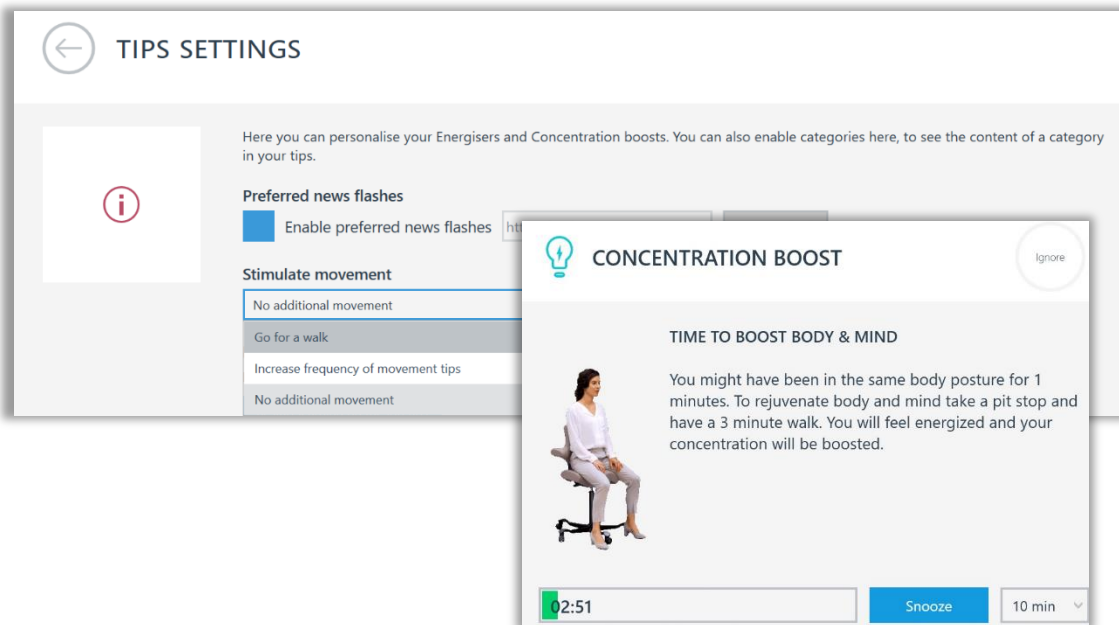 TIPS SETTINGS
Here you can personalise your Energisers and Concentration boosts. You can also enable categories here, to see the content of a category
in your tips.
Preferred news flashes
Enable preferred news flashes
Stimulate movement
No additional movement
Go for a walk
Increase frequency of movement tips
No additional movement
CONCENTRATION BOOST
Ignore
TIME TO BOOST BODY & MIND
You might have been in the same body posture for 1
minutes. To rejuvenate body and mind take a pit stop and
have a 3 minute walk. You will feel energized and your
concentration will be boosted.
02:51
Snooze
10 min